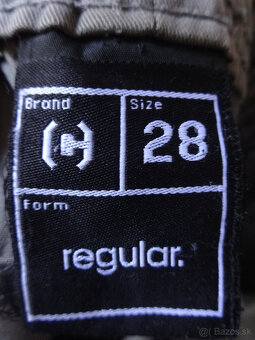 Brand Size
(C) 28
Form
regular.
© Bazos.sk